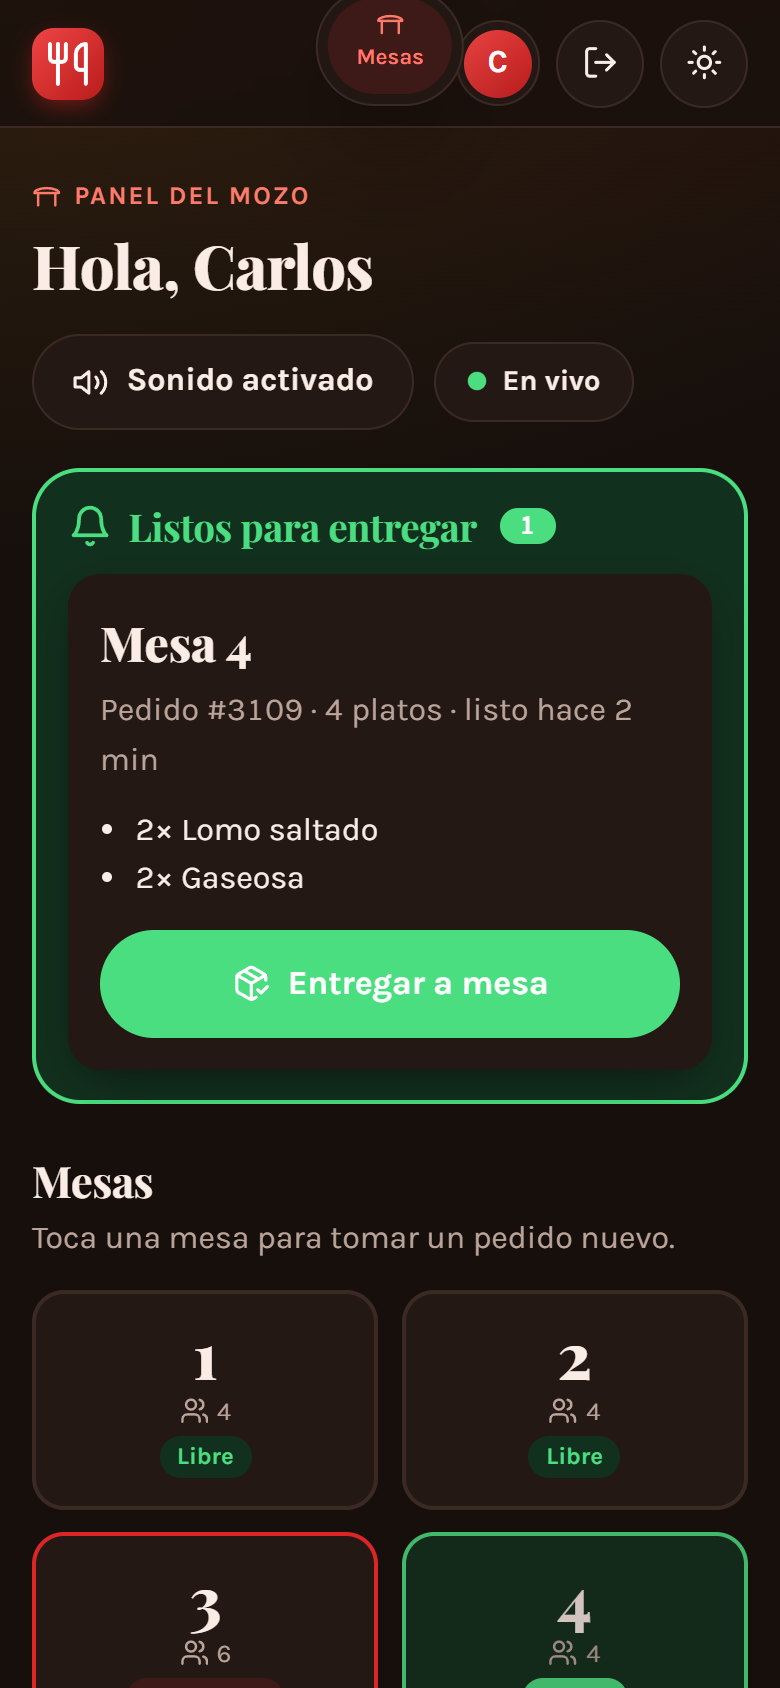 Mesas
C
PANEL DEL MOZO
Hola, Carlos
Sonido activado
En vivo
Listos para entregar 1
Mesa 4
Pedido #3109 · 4 platos · listo hace 2
min
• 2× Lomo saltado
• 2× Gaseosa
Entregar a mesa
Mesas
Toca una mesa para tomar un pedido nuevo.
1
4
Libre
2
4
Libre
3
6
4
4